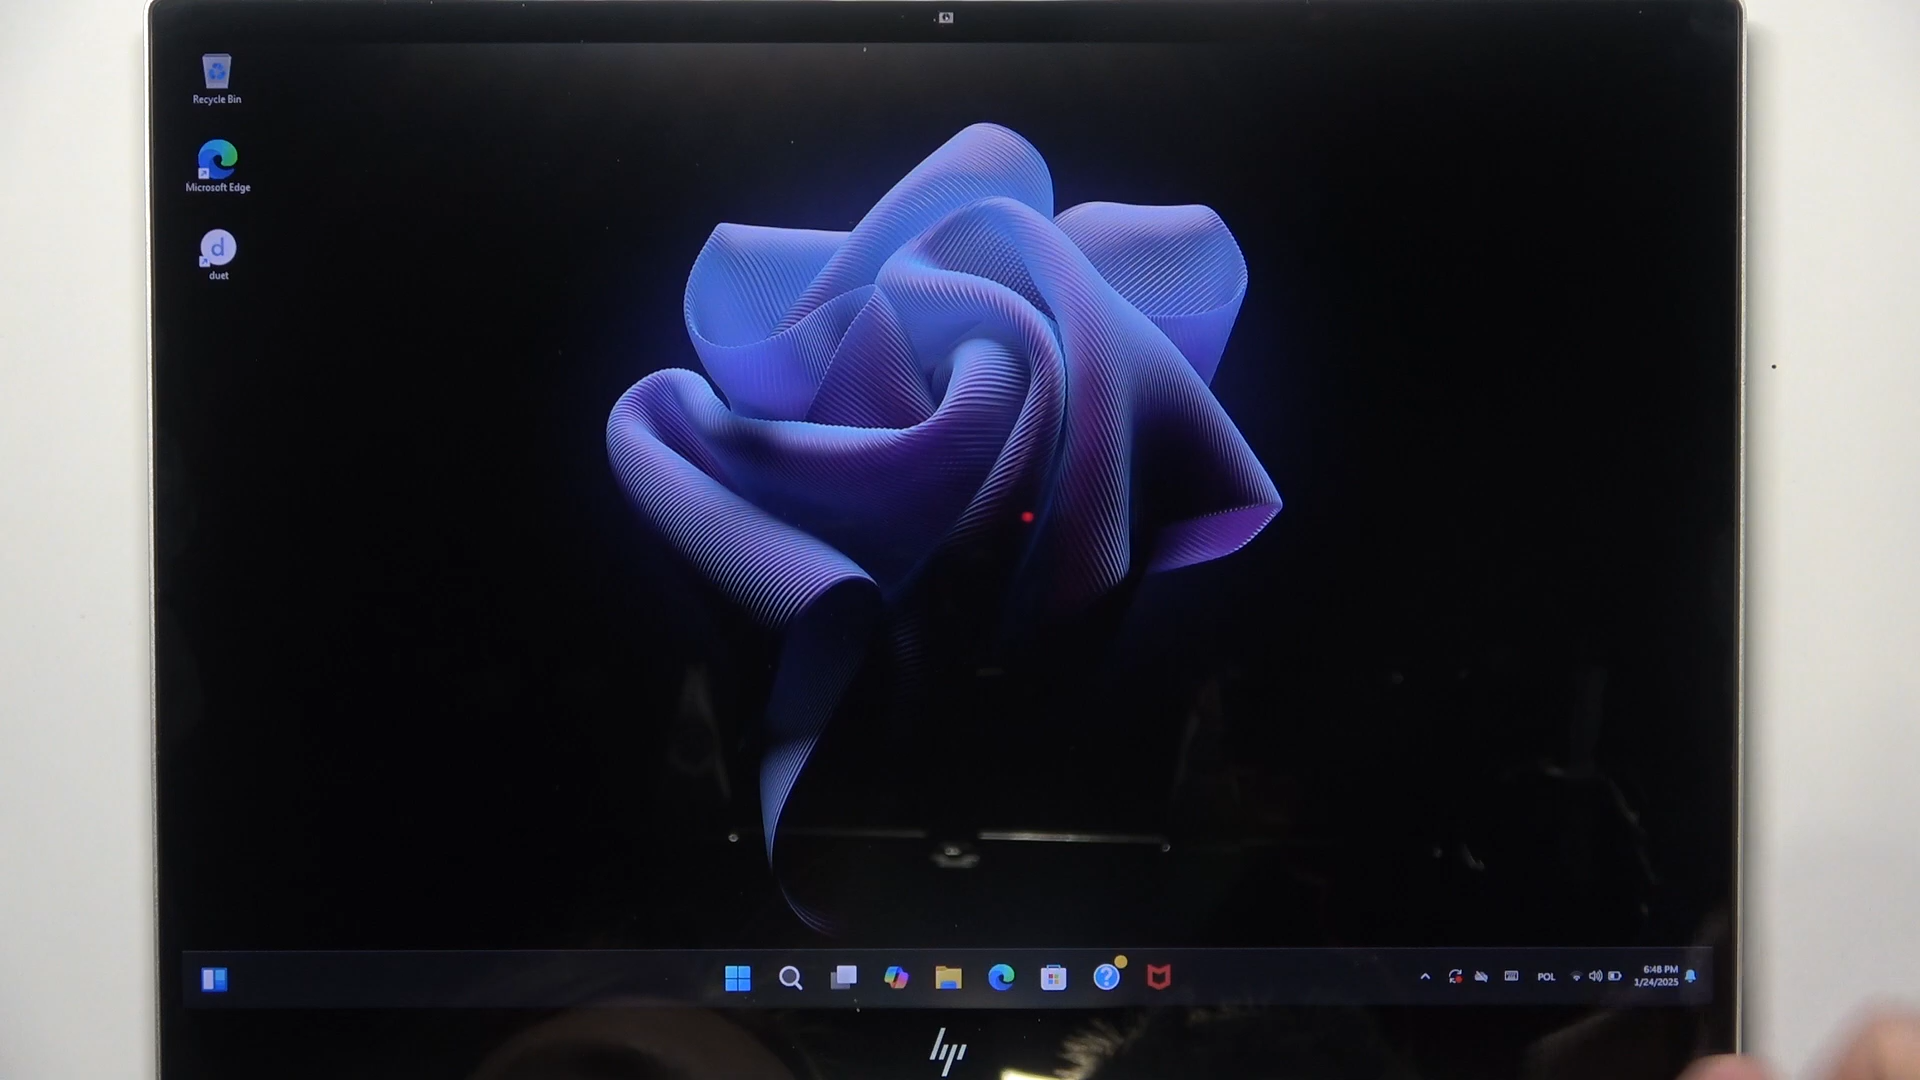 Recycle Bin
Microsoft Edge
d
duet
?
POL
6:48 PM
1/24/2025
hp